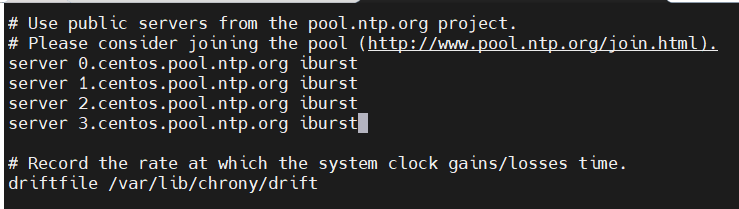 # Use public servers from the pool.ntp.org project.
# Please consider joining the pool (http://www.pool.ntp.org/join.html).
server 0.centos.pool.ntp.org iburst
server 1.centos.pool.ntp.org iburst
server 2.centos.pool.ntp.org iburst
server 3.centos.pool.ntp.org iburst
# Record the rate at which the system clock gains/losses time.
driftfile /var/lib/chrony/drift